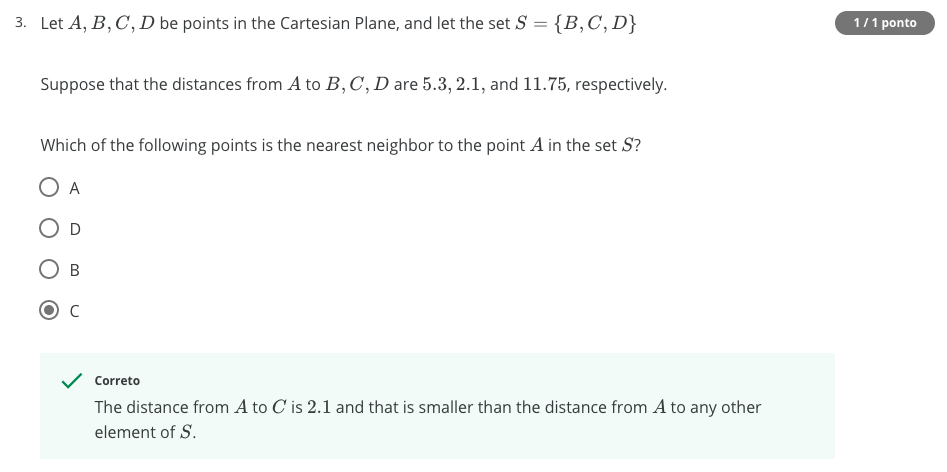 3. Let A, B, C, D be points in the Cartesian Plane, and let the set S = {B, C, D}
1 / 1 ponto
Suppose that the distances from A to B, C, D are 5.3, 2.1, and 11.75, respectively.
Which of the following points is the nearest neighbor to the point A in the set S?
A
D
B
C
Correto
The distance from A to C is 2.1 and that is smaller than the distance from A to any other
element of S.